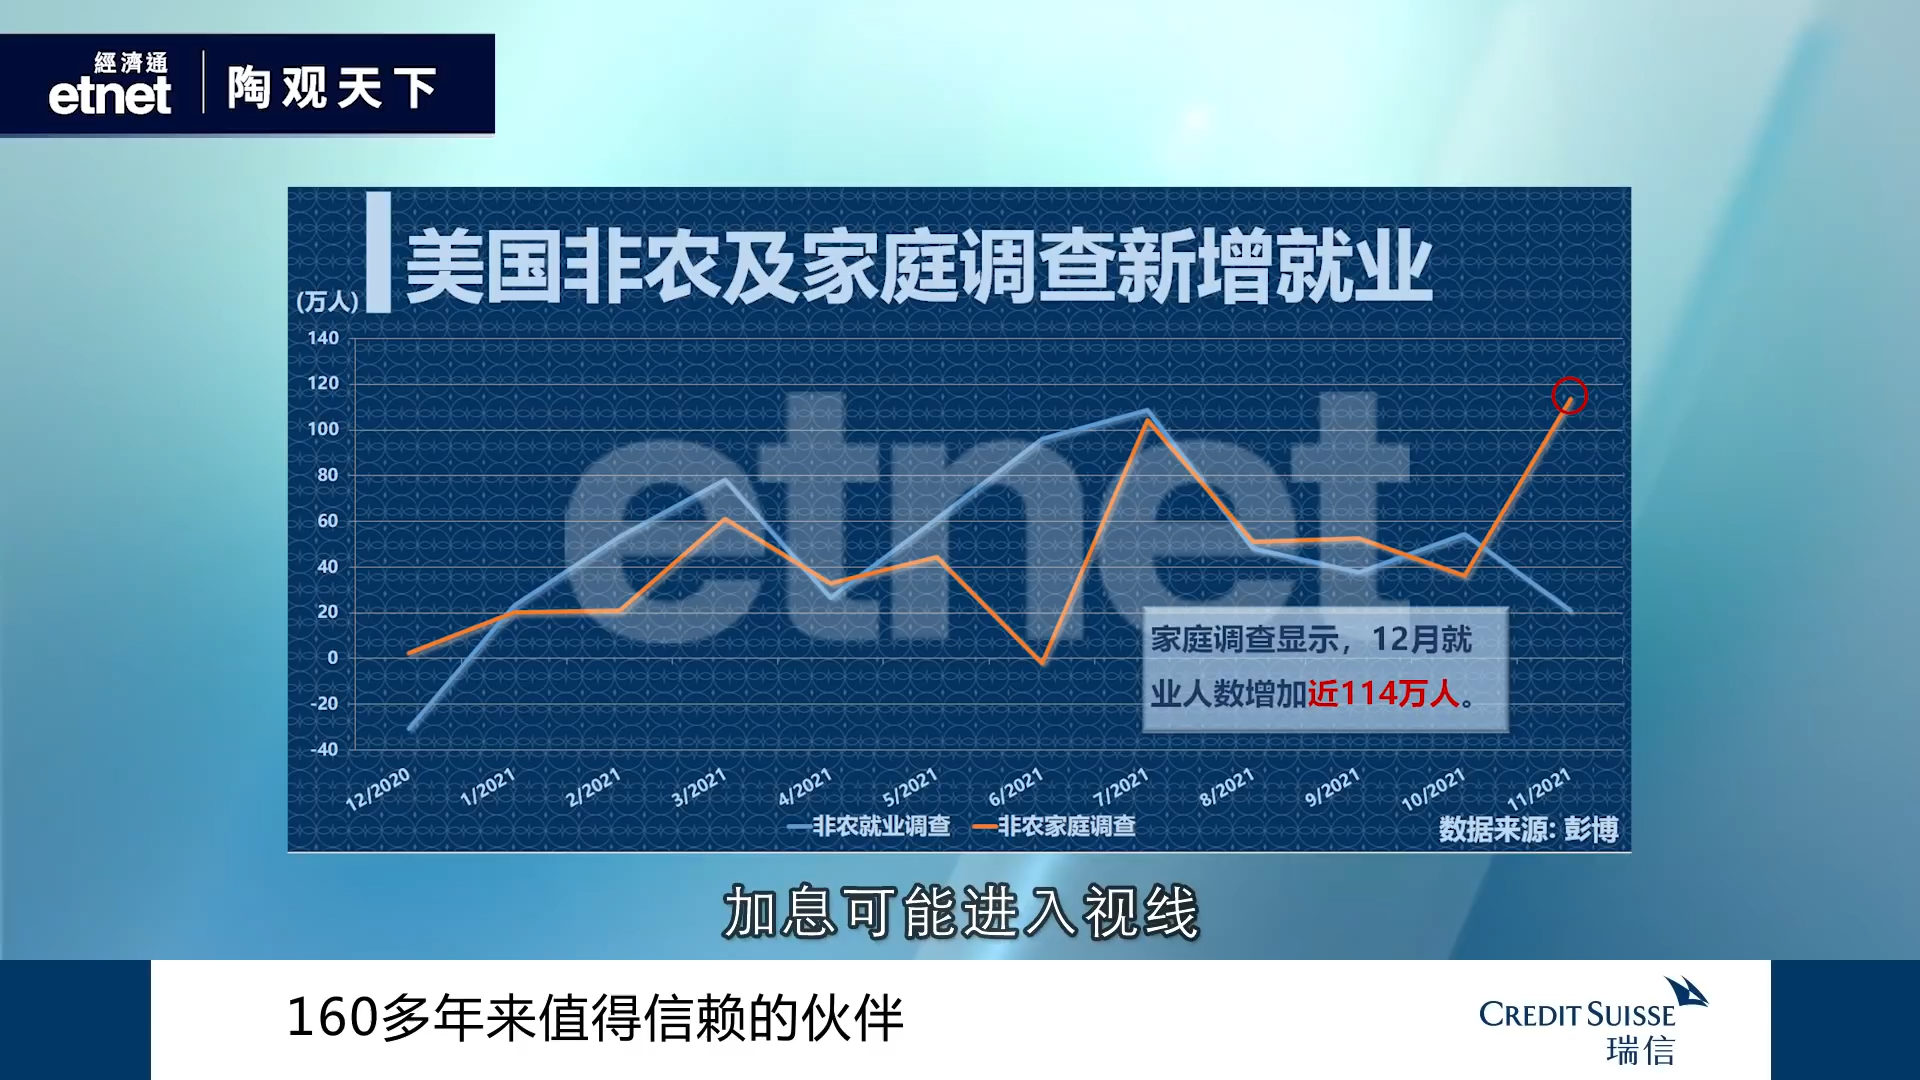 經濟通
etnet
陶观天下
美国非农及家庭调查新增就业
(万人)
140
120
100
80
60
40
20
0
-20
-40
etnet
家庭调查显示，12月就
业人数增加近114万人。
12/2020
1/2021
2/2021
3/2021
4/2021
5/2021
6/2021
7/2021
8/2021
9/2021
10/2021
11/2021
非农就业调查
非农家庭调查
数据来源: 彭博
加息可能进入视线
160多年来值得信赖的伙伴
CREDIT SUISSE
瑞信